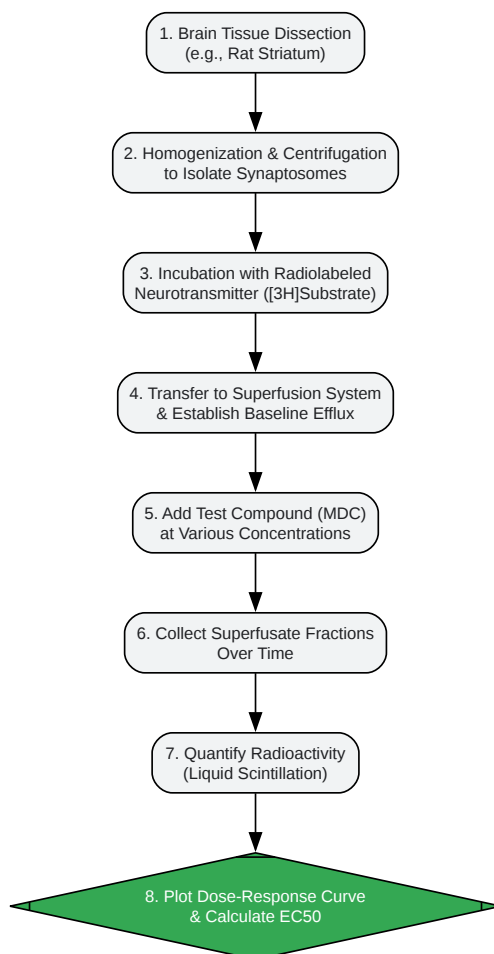 1. Brain Tissue Dissection
(e.g., Rat Striatum)
2. Homogenization & Centrifugation
to Isolate Synaptosomes
3. Incubation with Radiolabeled
Neurotransmitter ([3H]Substrate)
4. Transfer to Superfusion System
& Establish Baseline Efflux
5. Add Test Compound (MDC)
at Various Concentrations
6. Collect Superfusate Fractions
Over Time
7. Quantify Radioactivity
(Liquid Scintillation)
8. Plot Dose-Response Curve
& Calculate EC50